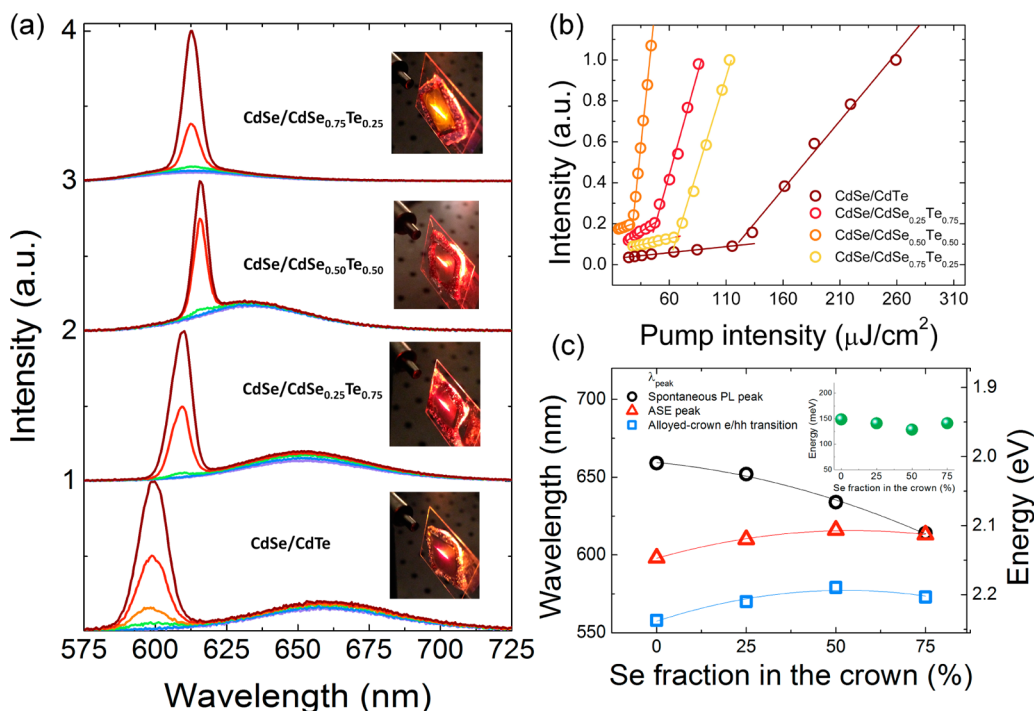 (a)
4
3
2
1
Intensity (a.u.)
CdSe/CdSe0.75Te0.25
CdSe/CdSe0.50Te0.50
CdSe/CdSe0.25Te0.75
CdSe/CdTe
575 600 625 650 675 700 725
Wavelength (nm)
(b)
1.0
0.8
0.6
0.4
0.2
0.0
Intensity (a.u.)
CdSe/CdTe
CdSe/CdSe0.25Te0.75
CdSe/CdSe0.50Te0.50
CdSe/CdSe0.75Te0.25
60 110 160 210 260 310
Pump intensity (μJ/cm2)
(c)
700
650
600
550
Wavelength (nm)
λpeak
Spontaneous PL peak
ASE peak
Alloyed-crown e/hh transition
200
150
100
50
Energy (meV)
0 25 50 75
Se fraction in the crown (%)
1.9
2.0
2.1
2.2
Energy (eV)
0 25 50 75
Se fraction in the crown (%)